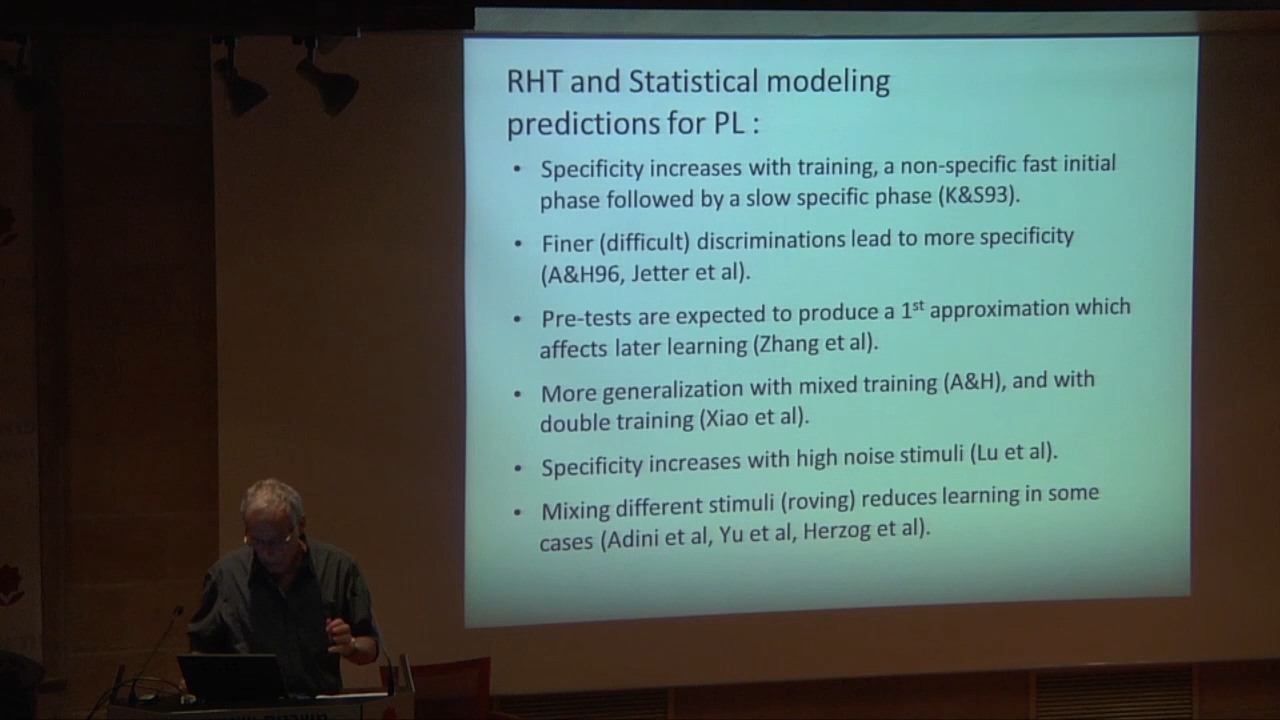 RHT and Statistical modeling
predictions for PL :
• Specificity increases with training, a non-specific fast initial
phase followed by a slow specific phase (K&S93).
• Finer (difficult) discriminations lead to more specificity
(A&H96, Jetter et al).
• Pre-tests are expected to produce a 1st approximation which
affects later learning (Zhang et al).
• More generalization with mixed training (A&H), and with
double training (Xiao et al).
• Specificity increases with high noise stimuli (Lu et al).
• Mixing different stimuli (roving) reduces learning in some
cases (Adini et al, Yu et al, Herzog et al).